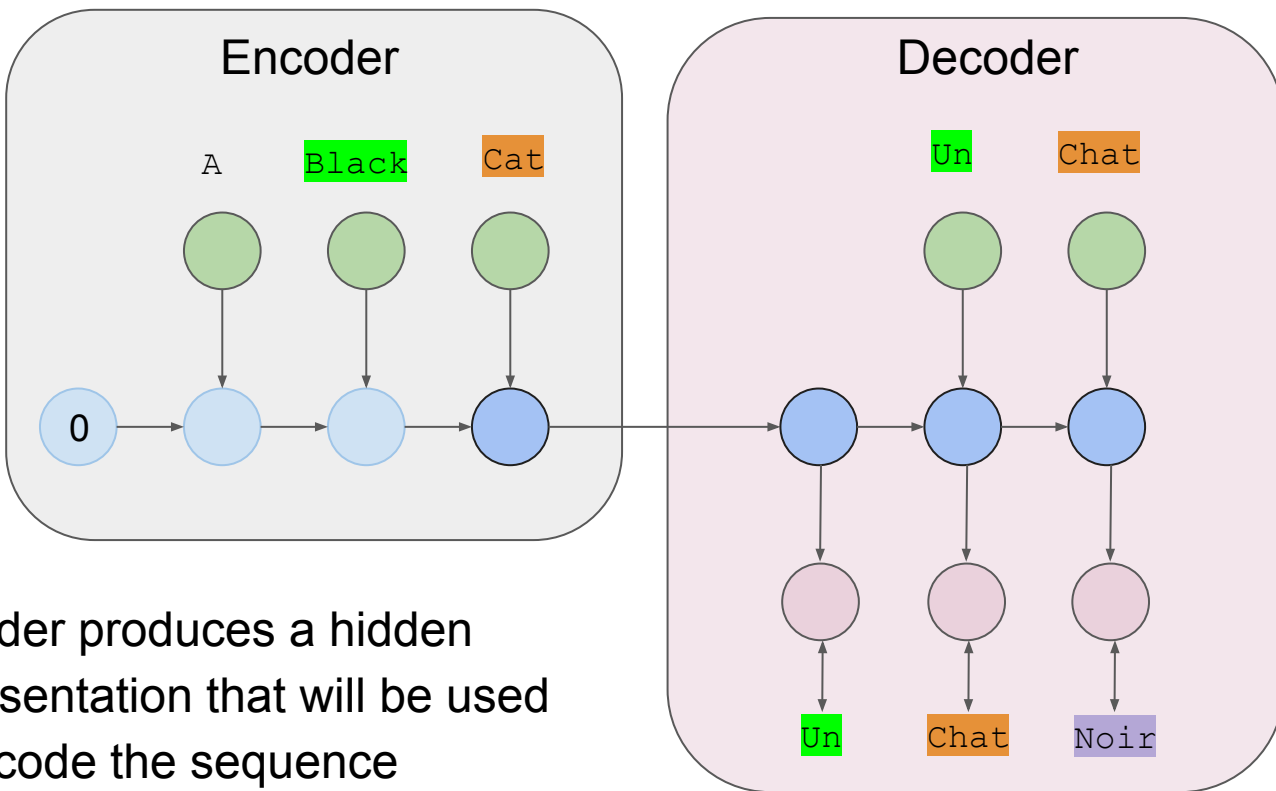 Encoder
A Black Cat
0
der produces a hidden
sentation that will be used
code the sequence
Decoder
Un Chat
Un Chat Noir